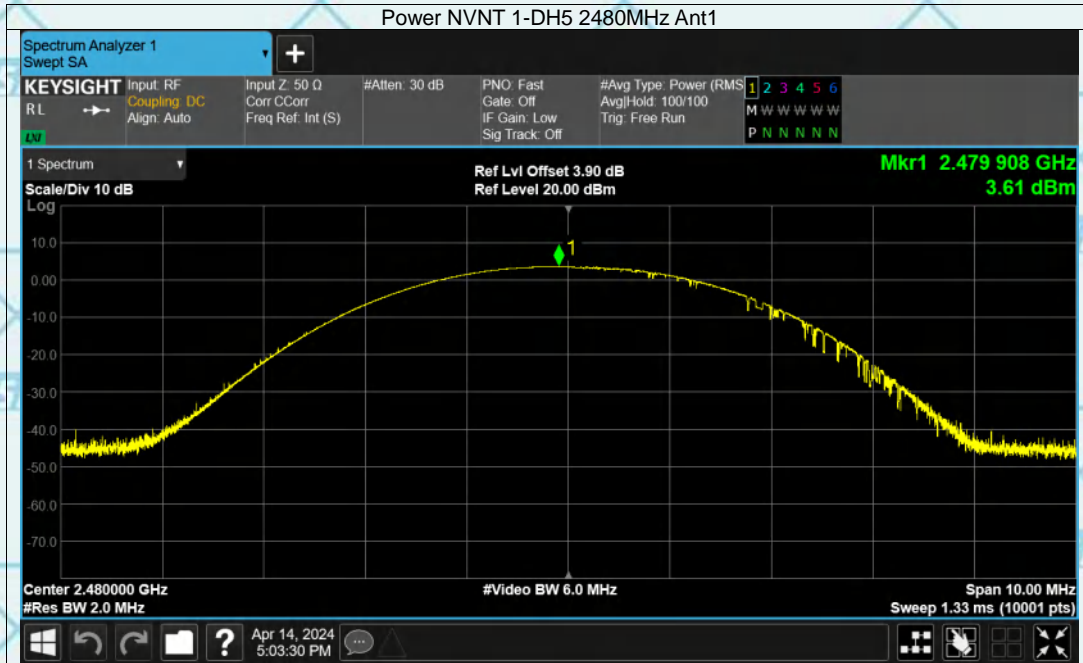 Power NVNT 1-DH5 2480MHz Ant1
Spectrum Analyzer 1
Swept SA
+
KEYSIGHT
RL
LXI
Input: RF
Coupling: DC
Align: Auto
Input Z: 50 Ω
Corr CCorr
Freq Ref: Int (S)
#Atten: 30 dB
PNO: Fast
Gate: Off
IF Gain: Low
Sig Track: Off
#Avg Type: Power (RMS
Avg|Hold: 100/100
Trig: Free Run
1 2 3 4 5 6
M W W W W W
P N N N N N
1 Spectrum
Scale/Div 10 dB
Log
Ref Lvl Offset 3.90 dB
Ref Level 20.00 dBm
Mkr1 2.479 908 GHz
3.61 dBm
1
10.0
0.00
-10.0
-20.0
-30.0
-40.0
-50.0
-60.0
-70.0
Center 2.480000 GHz
#Res BW 2.0 MHz
#Video BW 6.0 MHz
Span 10.00 MHz
Sweep 1.33 ms (10001 pts)
?
Apr 14, 2024
5:03:30 PM